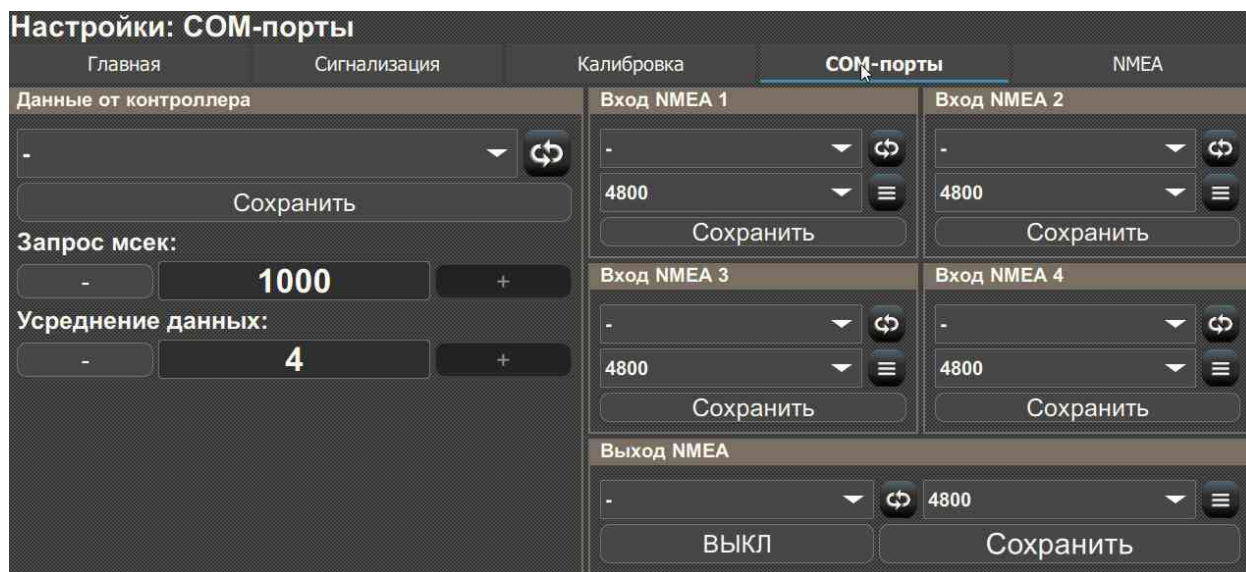 Настройки: COM-порты
Главная Сигнализация Калибровка COM-порты NMEA
Данные от контроллера
-
Сохранить
Запрос мсек:
- 1000 +
Усреднение данных:
- 4 +
Вход NMEA 1
-
4800
Сохранить
Вход NMEA 2
-
4800
Сохранить
Вход NMEA 3
-
4800
Сохранить
Вход NMEA 4
-
4800
Сохранить
Выход NMEA
- 4800
ВЫКЛ Сохранить